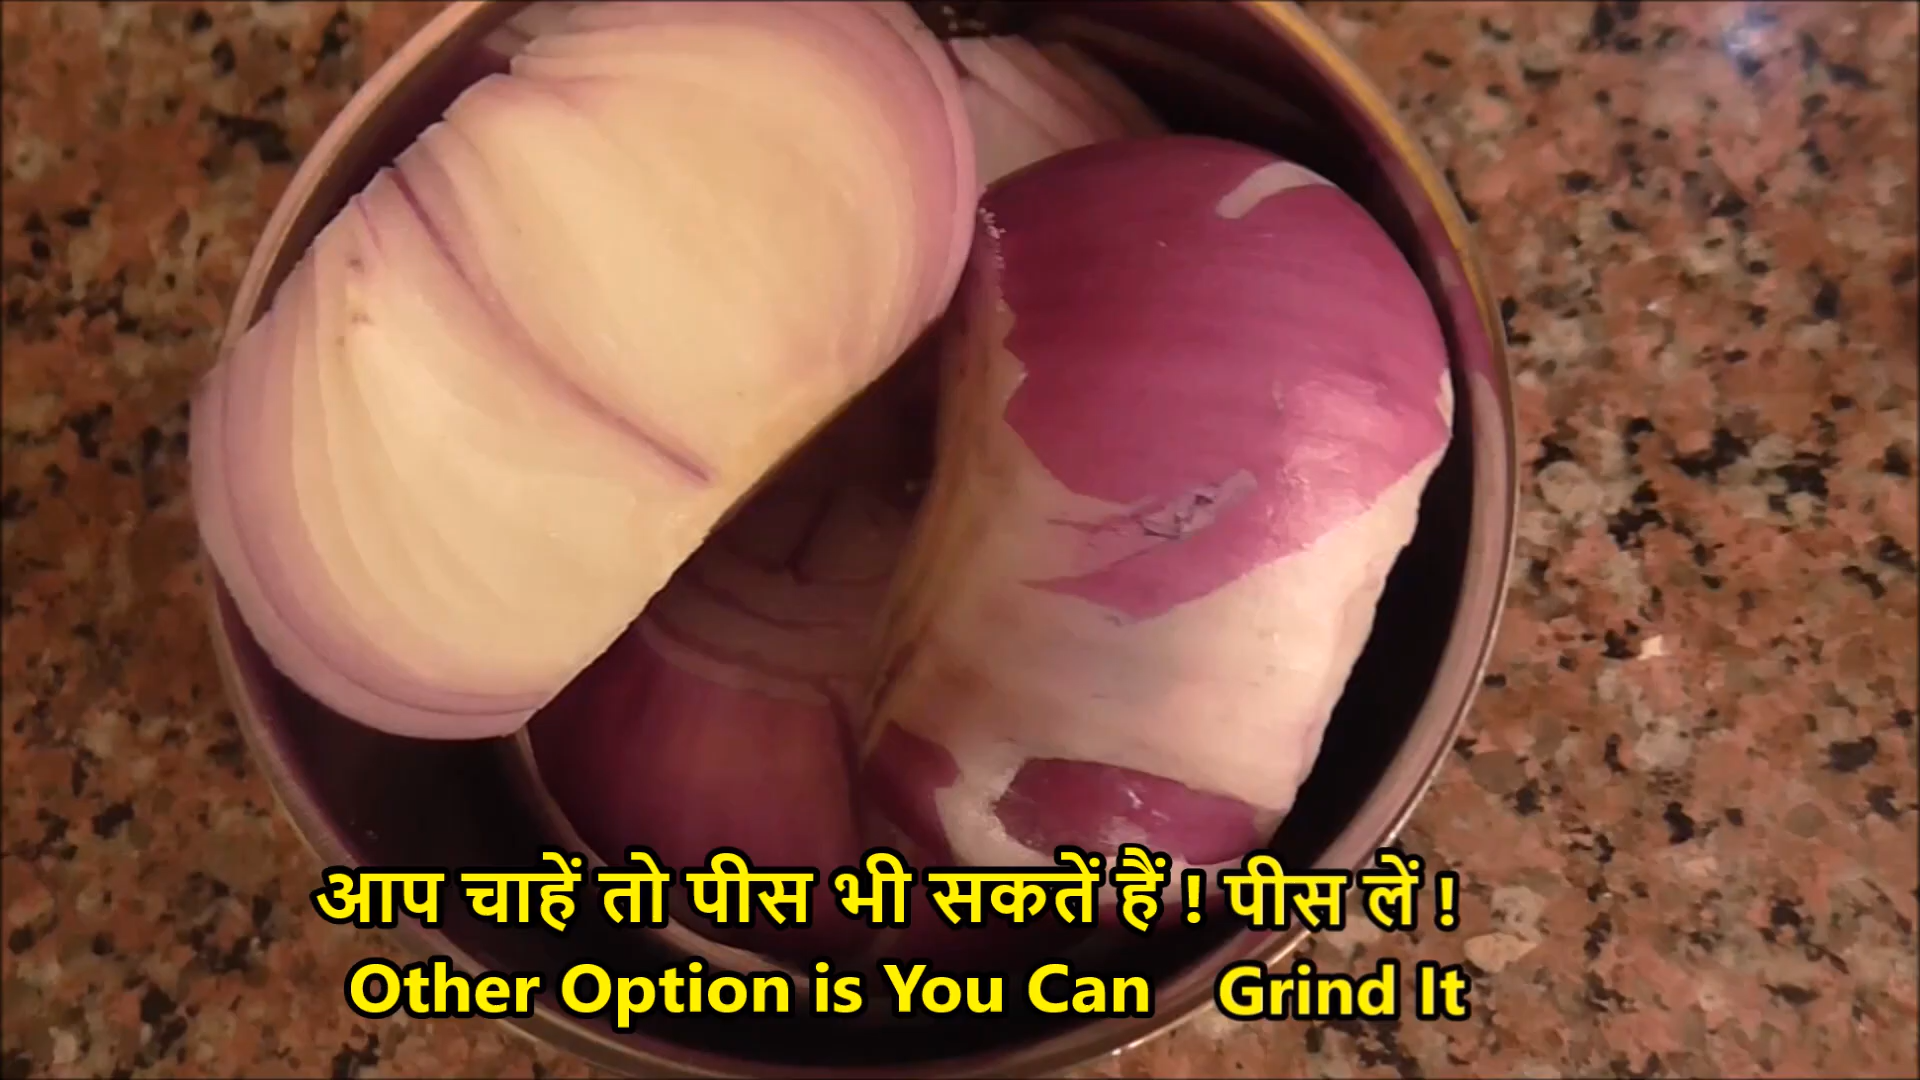 आप चाहें तो पीस भी सकतें हैं ! पीस लें !
Other Option is You Can Grind It